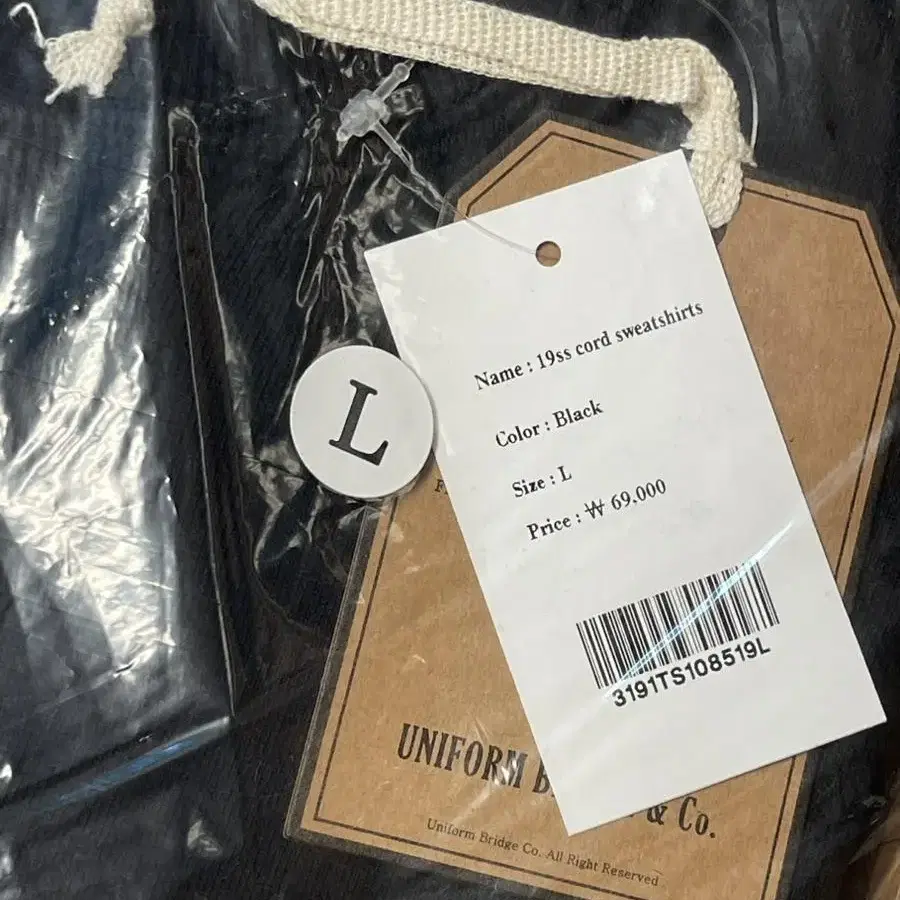 L
Name : 19ss cord sweatshirts
Color : Black
Size : L
Price : ₩ 69,000
3191TS108519L
UNIFORM & Co.
Uniform Bridge Co. All Right Reserved